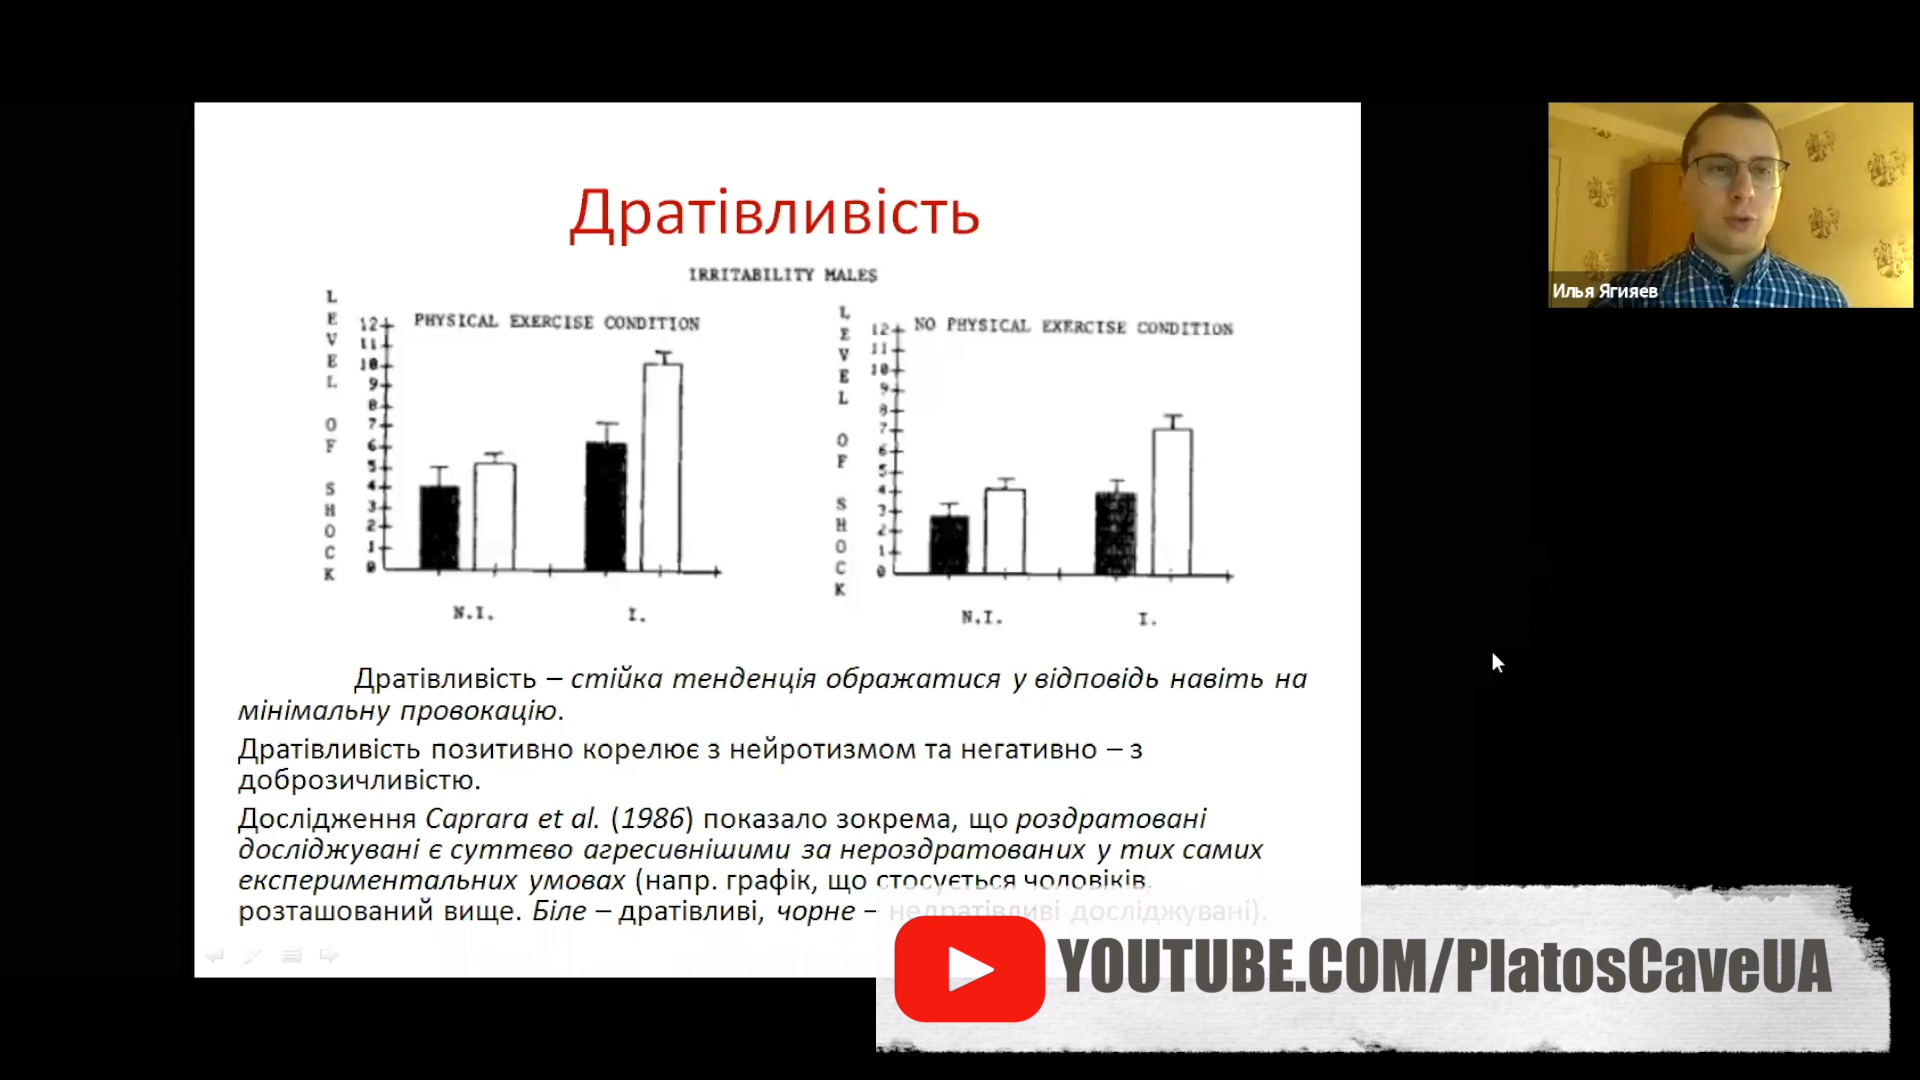 Дратівливість
IRRITABILITY MALES
LEVEL OF SHOCK
PHYSICAL EXERCISE CONDITION
12
11
10
9
8
7
6
5
4
3
2
1
0
N.I. I.
LEVEL OF SHOCK
NO PHYSICAL EXERCISE CONDITION
12
11
10
9
8
7
6
5
4
3
2
1
0
N.I. I.
Дратівливість – стійка тенденція ображатися у відповідь навіть на
мінімальну провокацію.
Дратівливість позитивно корелює з нейротизмом та негативно – з
доброзичливістю.
Дослідження Caprara et al. (1986) показало зокрема, що роздратовані
досліджувані є суттєво агресивнішими за нероздратованих у тих самих
експериментальних умовах (напр. графік, що стосується чоловіків,
розташований вище. Біле – дратівливі, чорне – недратівливі досліджувані).
Илья Ягияев
YOUTUBE.COM/PlatosCaveUA